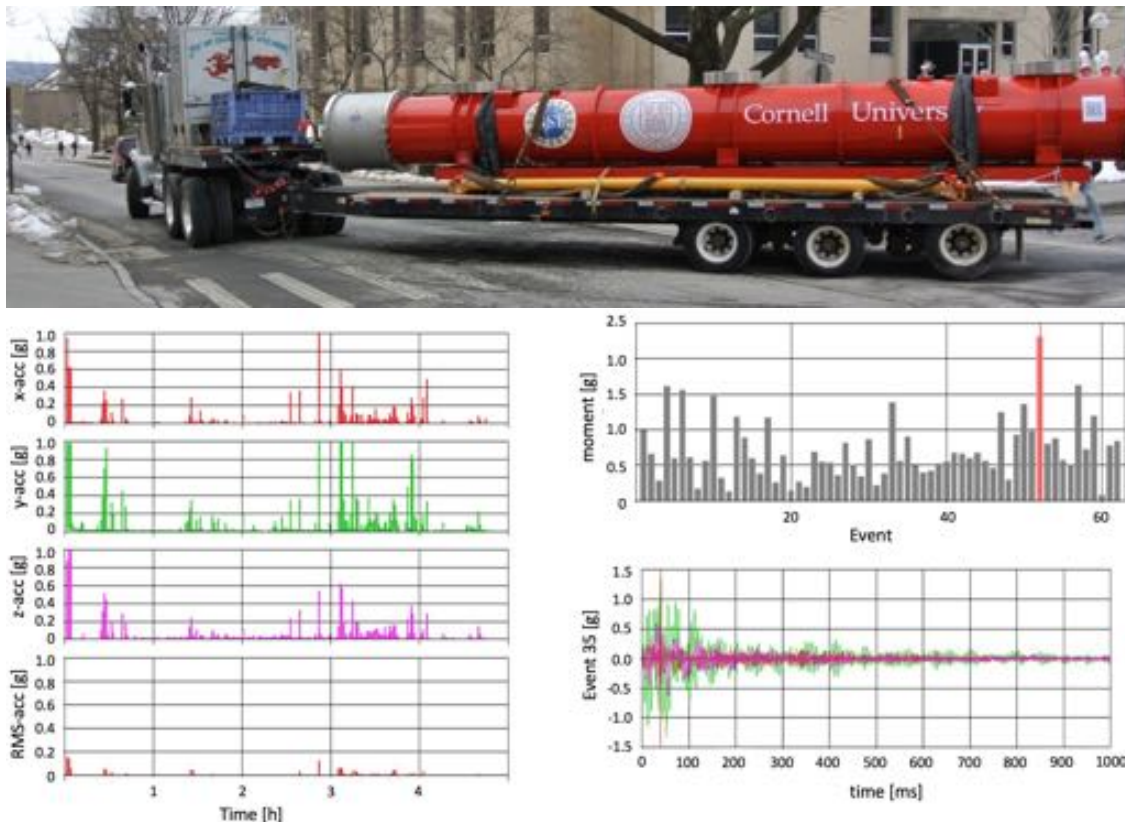 Cornell University
x-acc [g]
1.0
0.8
0.6
0.4
0.2
0
y-acc [g]
1.0
0.8
0.6
0.4
0.2
0
z-acc [g]
1.0
0.8
0.6
0.4
0.2
0
RMS-acc [g]
1.0
0.8
0.6
0.4
0.2
0
1 2 3 4
Time [h]
moment [g]
2.5
1.0
1.5
1.0
0.5
0
20 40 60
Event
Event 35 [g]
1.5
1.0
0.5
0.0
-0.5
-1.0
-1.5
0 100 200 300 400 500 600 700 800 900 1000
time [ms]